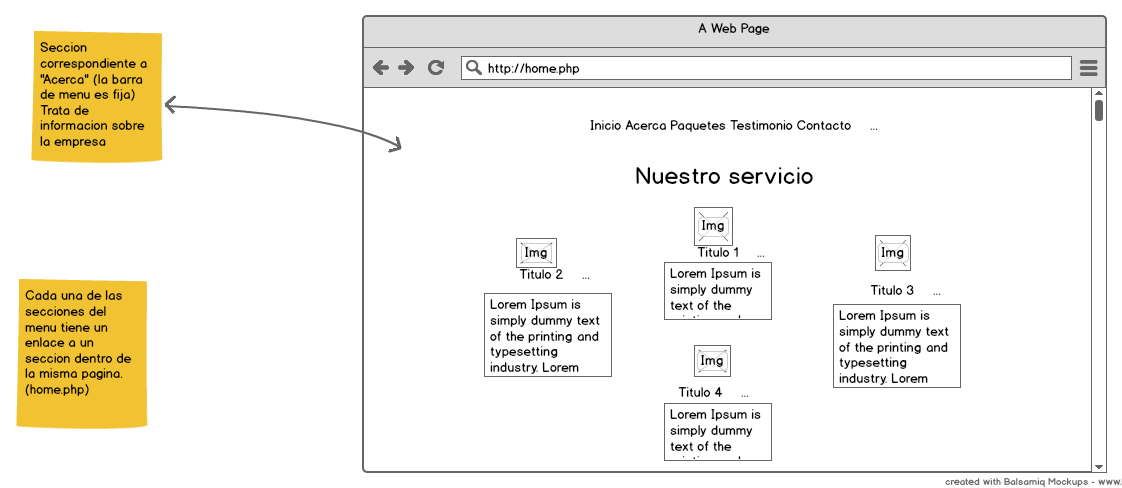 Seccion
correspondiente a
"Acerca" (la barra
de menu es fija)
Trata de
informacion sobre
la empresa
Cada una de las
secciones del
menu tiene un
enlace a un
seccion dentro de
la misma pagina.
(home.php)
A Web Page
http://home.php
Inicio Acerca Paquetes Testimonio Contacto ...
Nuestro servicio
Img
Titulo 1 ...
Lorem Ipsum is
simply dummy
text of the
Img
Titulo 2 ...
Lorem Ipsum is
simply dummy text
of the printing and
typesetting
industry. Lorem
Img
Titulo 3 ...
Lorem Ipsum is
simply dummy text
of the printing and
typesetting
industry. Lorem
Img
Titulo 4 ...
Lorem Ipsum is
simply dummy
text of the
created with Balsamiq Mockups - www.